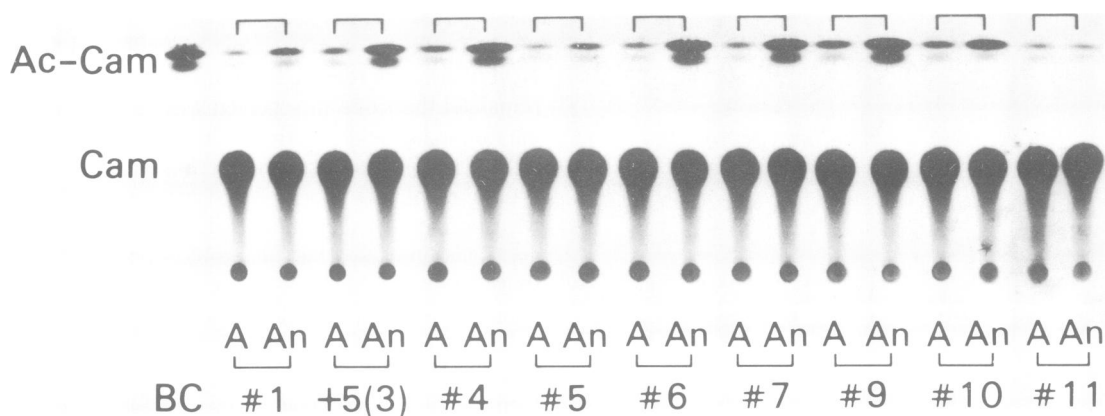 Ac-Cam
Cam
A An A An A An A An A An A An A An A An A An
BC #1 +5(3) #4 #5 #6 #7 #9 #10 #11